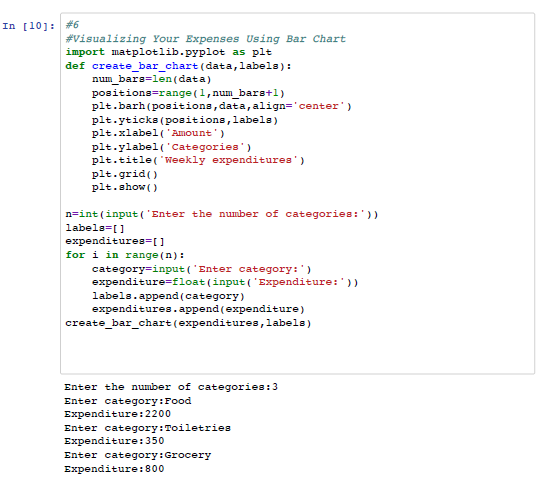 In [10]: #6
#Visualizing Your Expenses Using Bar Chart
import matplotlib.pyplot as plt
def create_bar_chart(data,labels):
    num_bars=len(data)
    positions=range(1,num_bars+1)
    plt.barh(positions,data,align='center')
    plt.yticks(positions,labels)
    plt.xlabel('Amount')
    plt.ylabel('Categories')
    plt.title('Weekly expenditures')
    plt.grid()
    plt.show()

n=int(input('Enter the number of categories:'))
labels=[]
expenditures=[]
for i in range(n):
    category=input('Enter category:')
    expenditure=float(input('Expenditure:'))
    labels.append(category)
    expenditures.append(expenditure)
create_bar_chart(expenditures,labels)

Enter the number of categories:3
Enter category:Food
Expenditure:2200
Enter category:Toiletries
Expenditure:350
Enter category:Grocery
Expenditure:800